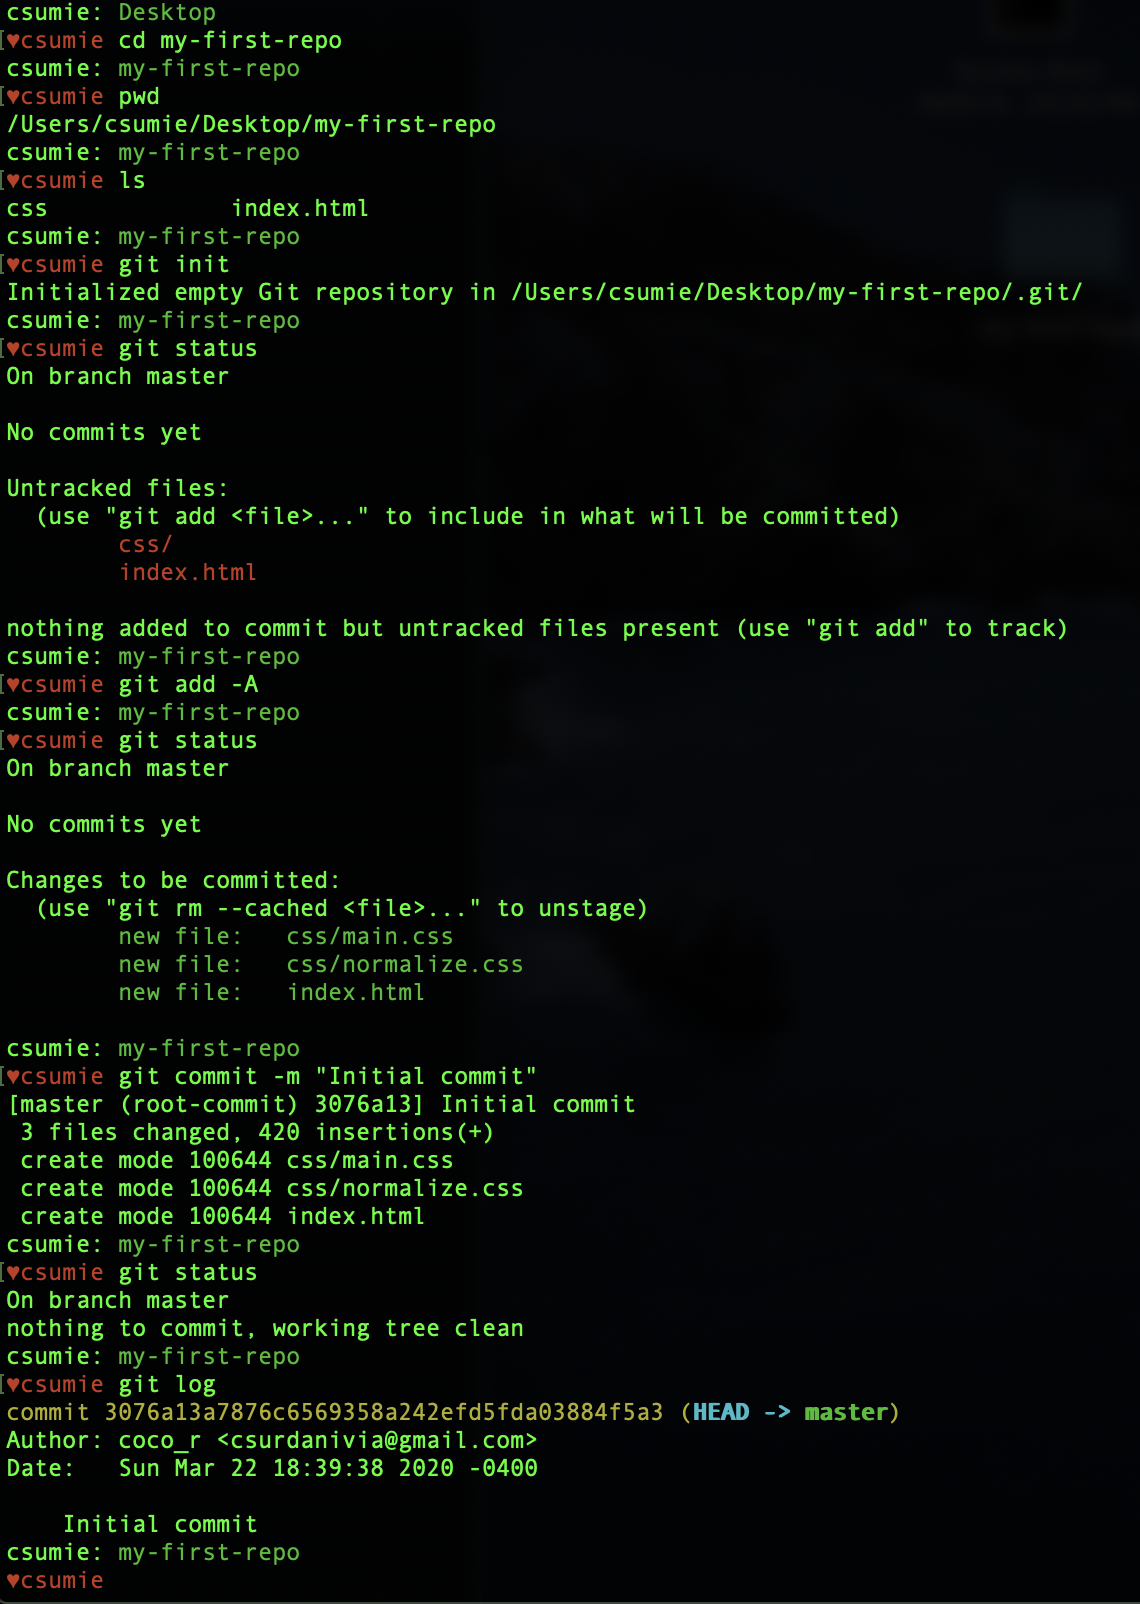 csumie: Desktop
[♥csumie cd my-first-repo
csumie: my-first-repo
[♥csumie pwd
/Users/csumie/Desktop/my-first-repo
csumie: my-first-repo
[♥csumie ls
css             index.html
csumie: my-first-repo
[♥csumie git init
Initialized empty Git repository in /Users/csumie/Desktop/my-first-repo/.git/
csumie: my-first-repo
[♥csumie git status
On branch master

No commits yet

Untracked files:
  (use "git add <file>..." to include in what will be committed)
        css/
        index.html

nothing added to commit but untracked files present (use "git add" to track)
csumie: my-first-repo
[♥csumie git add -A
csumie: my-first-repo
[♥csumie git status
On branch master

No commits yet

Changes to be committed:
  (use "git rm --cached <file>..." to unstage)
        new file:   css/main.css
        new file:   css/normalize.css
        new file:   index.html

csumie: my-first-repo
[♥csumie git commit -m "Initial commit"
[master (root-commit) 3076a13] Initial commit
 3 files changed, 420 insertions(+)
 create mode 100644 css/main.css
 create mode 100644 css/normalize.css
 create mode 100644 index.html
csumie: my-first-repo
[♥csumie git status
On branch master
nothing to commit, working tree clean
csumie: my-first-repo
[♥csumie git log
commit 3076a13a7876c6569358a242efd5fda03884f5a3 (HEAD -> master)
Author: coco_r <csurdanivia@gmail.com>
Date:   Sun Mar 22 18:39:38 2020 -0400

    Initial commit
csumie: my-first-repo
♥csumie